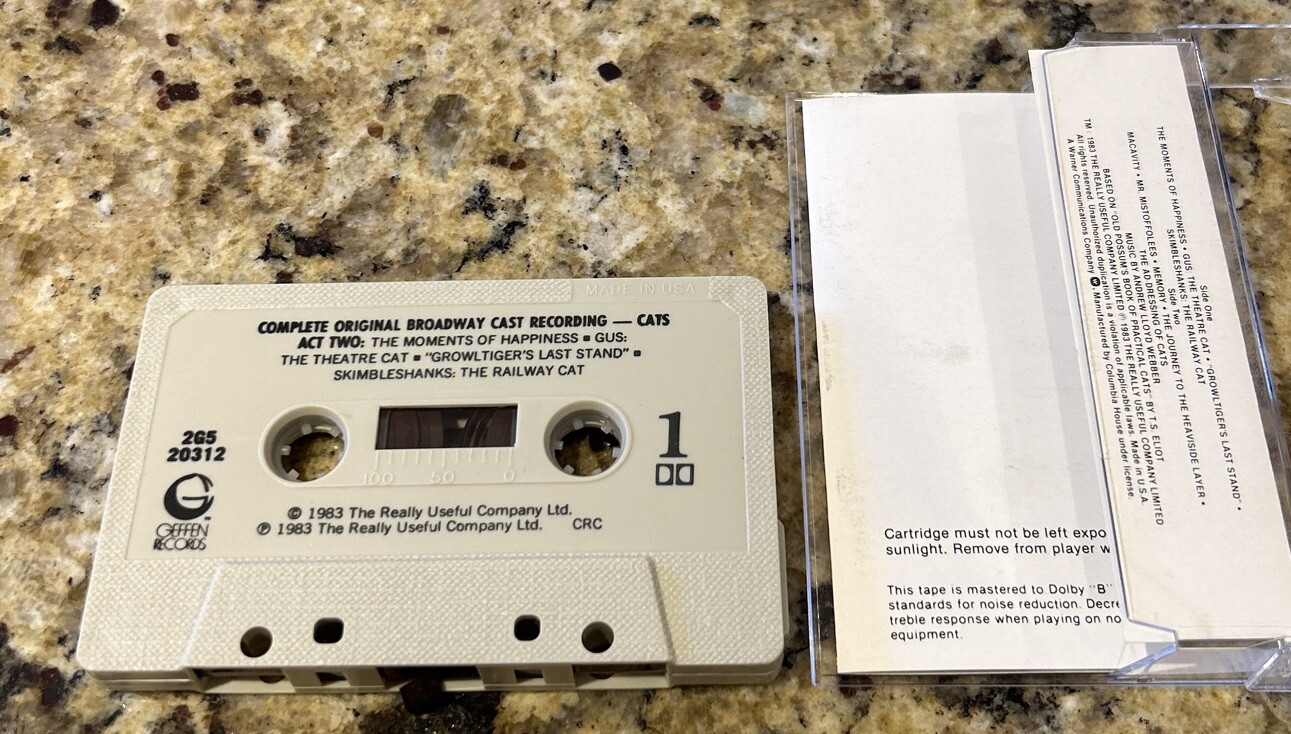 MADE IN USA
COMPLETE ORIGINAL BROADWAY CAST RECORDING — CATS
ACT TWO: THE MOMENTS OF HAPPINESS ▪ GUS:
THE THEATRE CAT ▪ “GROWLTIGER'S LAST STAND” ▪
SKIMBLESHANKS: THE RAILWAY CAT
2G5
20312
G
GEFFEN
RECORDS
1
100 50 0
© 1983 The Really Useful Company Ltd.
℗ 1983 The Really Useful Company Ltd. CRC
Side One
THE MOMENTS OF HAPPINESS • GUS: THE THEATRE CAT • "GROWLTIGER'S LAST STAND" •
SKIMBLESHANKS: THE RAILWAY CAT
Side Two
MACAVITY • MR. MISTOFFOLEES • MEMORY • THE JOURNEY TO THE HEAVISIDE LAYER •
THE AD DRESSING OF CATS
MUSIC BY ANDREW LLOYD WEBBER
BASED ON "OLD POSSUM'S BOOK OF PRACTICAL CATS" BY T.S. ELIOT
TM , 1983 THE REALLY USEFUL COMPANY LIMITED ℗ 1983 THE REALLY USEFUL COMPANY LIMITED
All rights reserved. Unauthorized duplication is a violation of applicable laws. Made in U.S.A.
A Warner Communications Company. Manufactured by Columbia House under license.
Cartridge must not be left expo
sunlight. Remove from player w
This tape is mastered to Dolby "B"
standards for noise reduction. Decre
treble response when playing on no
equipment.